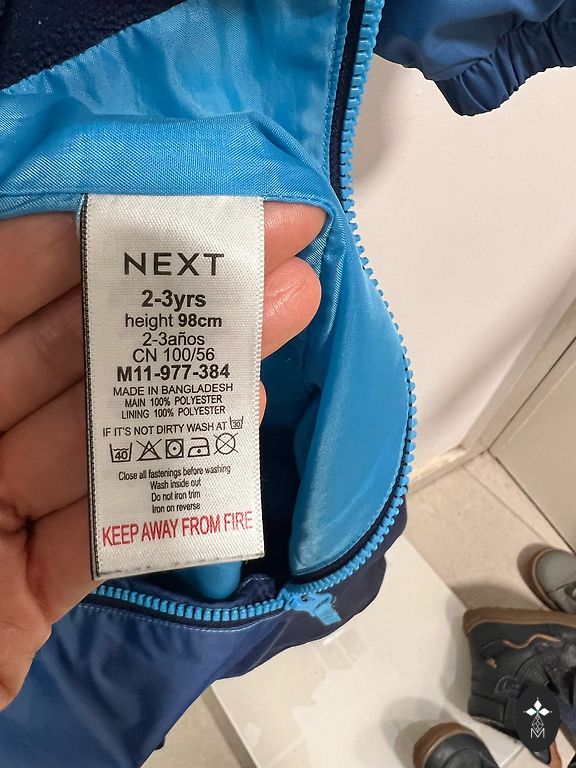 NEXT
2-3yrs
height 98cm
2-3años
CN 100/56
M11-977-384
MADE IN BANGLADESH
MAIN 100% POLYESTER
LINING 100% POLYESTER
IF IT'S NOT DIRTY WASH AT 30
40
Close all fastenings before washing
Wash inside out
Do not iron trim
Iron on reverse
KEEP AWAY FROM FIRE
M